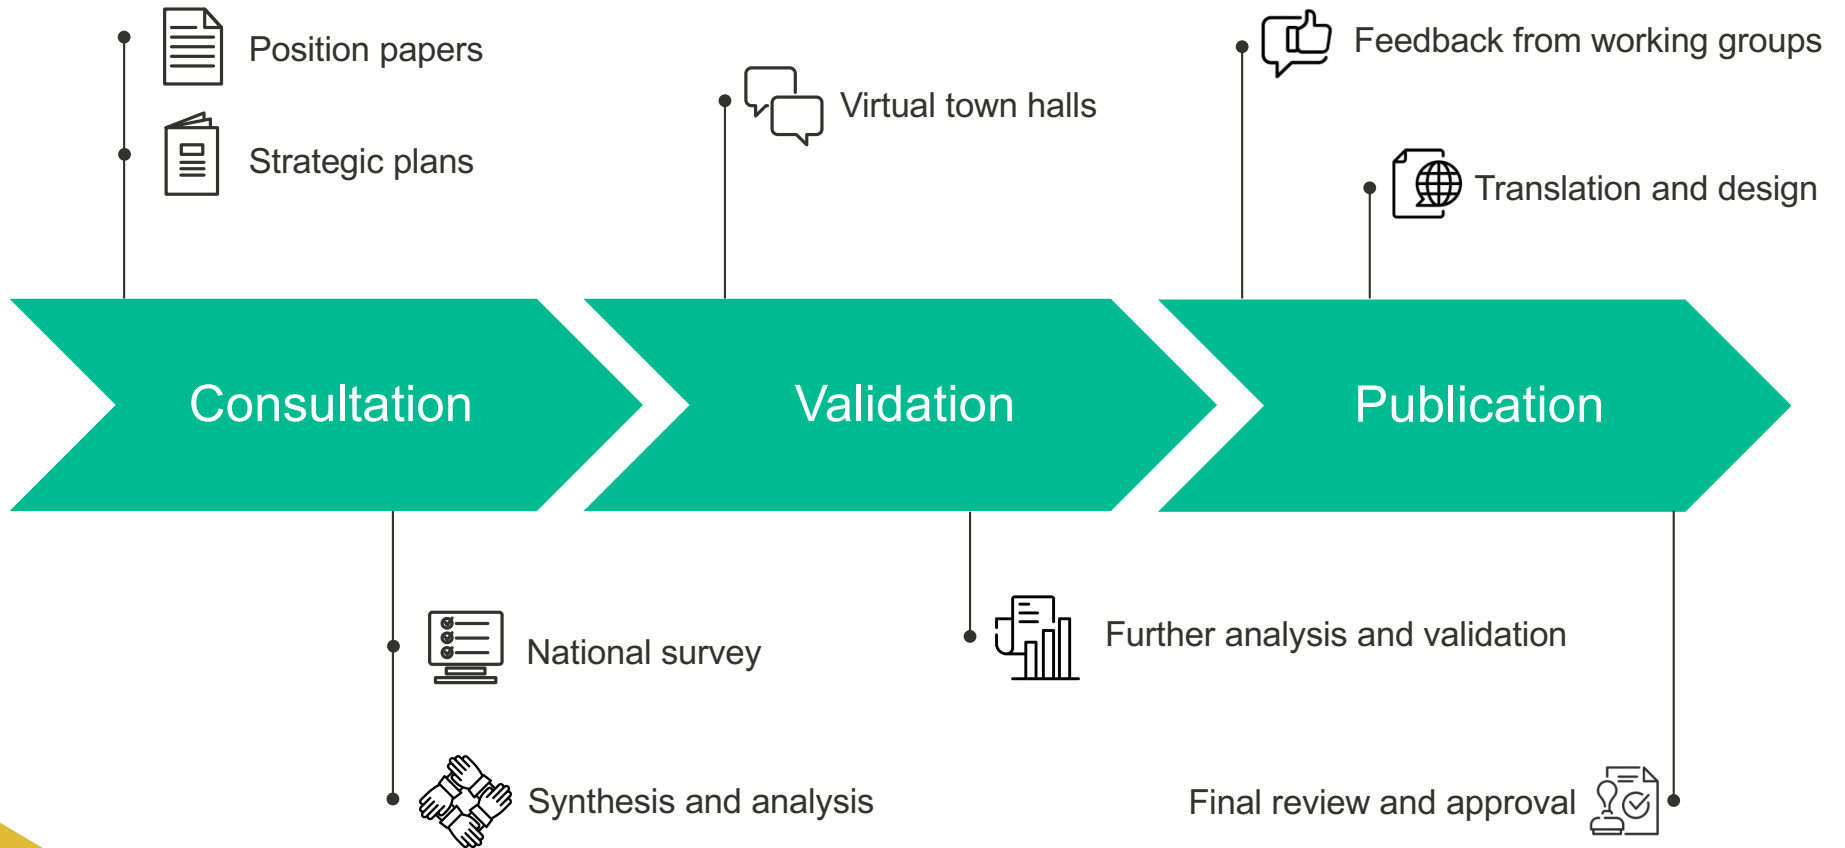 Position papers
Strategic plans
Virtual town halls
Feedback from working groups
Translation and design
Consultation
Validation
Publication
National survey
Synthesis and analysis
Further analysis and validation
Final review and approval